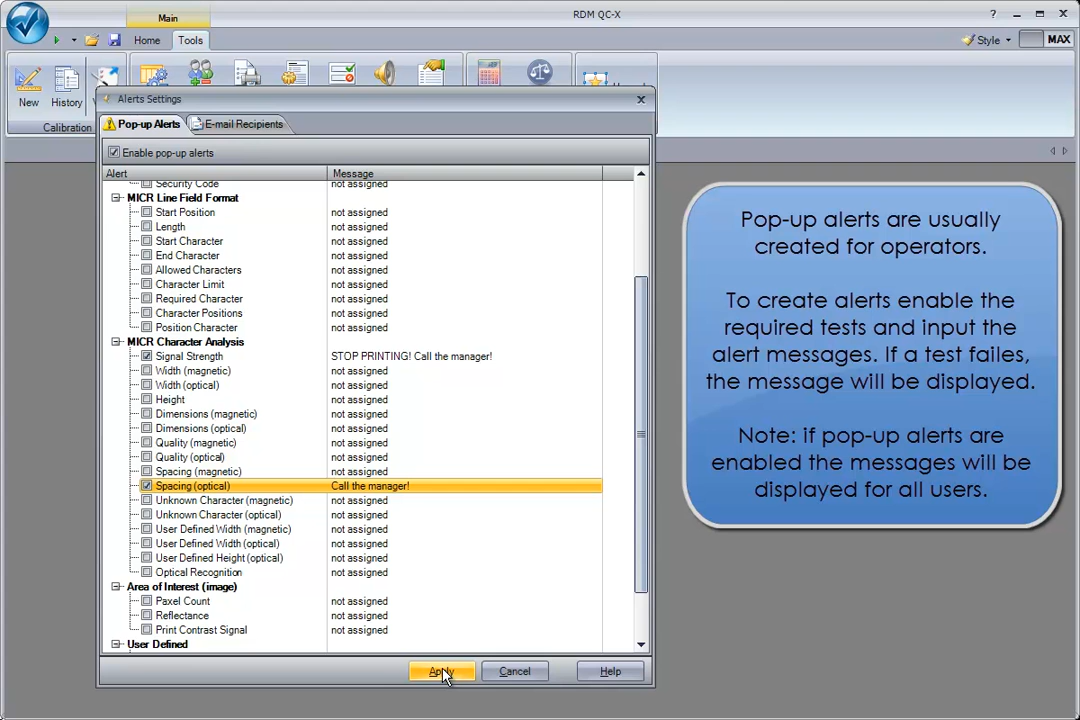 Main
RDM QC-X
Home
Tools
Style
MAX
New
History
Calibration
Alerts Settings
Pop-up Alerts
E-mail Recipients
Enable pop-up alerts
Alert
Message
Security Code
not assigned
MICR Line Field Format
Start Position
not assigned
Length
not assigned
Start Character
not assigned
End Character
not assigned
Allowed Characters
not assigned
Character Limit
not assigned
Required Character
not assigned
Character Positions
not assigned
Position Character
not assigned
MICR Character Analysis
Signal Strength
STOP PRINTING! Call the manager!
Width (magnetic)
not assigned
Width (optical)
not assigned
Height
not assigned
Dimensions (magnetic)
not assigned
Dimensions (optical)
not assigned
Quality (magnetic)
not assigned
Quality (optical)
not assigned
Spacing (magnetic)
not assigned
Spacing (optical)
Call the manager!
Unknown Character (magnetic)
not assigned
Unknown Character (optical)
not assigned
User Defined Width (magnetic)
not assigned
User Defined Width (optical)
not assigned
User Defined Height (optical)
not assigned
Optical Recognition
not assigned
Area of Interest (image)
Paxel Count
not assigned
Reflectance
not assigned
Print Contrast Signal
not assigned
User Defined
Apply
Cancel
Help
Pop-up alerts are usually
created for operators.
To create alerts enable the
required tests and input the
alert messages. If a test failes,
the message will be displayed.
Note: if pop-up alerts are
enabled the messages will be
displayed for all users.